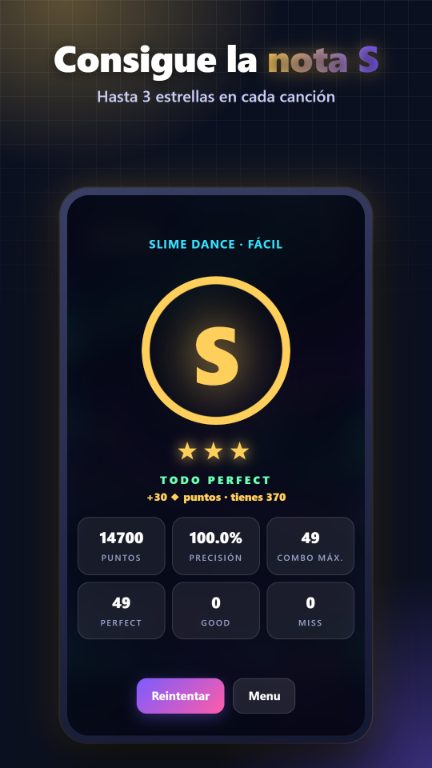 Consigue la nota S
Hasta 3 estrellas en cada canción
SLIME DANCE · FÁCIL
S
TODO PERFECT
+30 ◆ puntos · tienes 370
14700
PUNTOS
100.0%
PRECISIÓN
49
COMBO MÁX.
49
PERFECT
0
GOOD
0
MISS
Reintentar
Menu